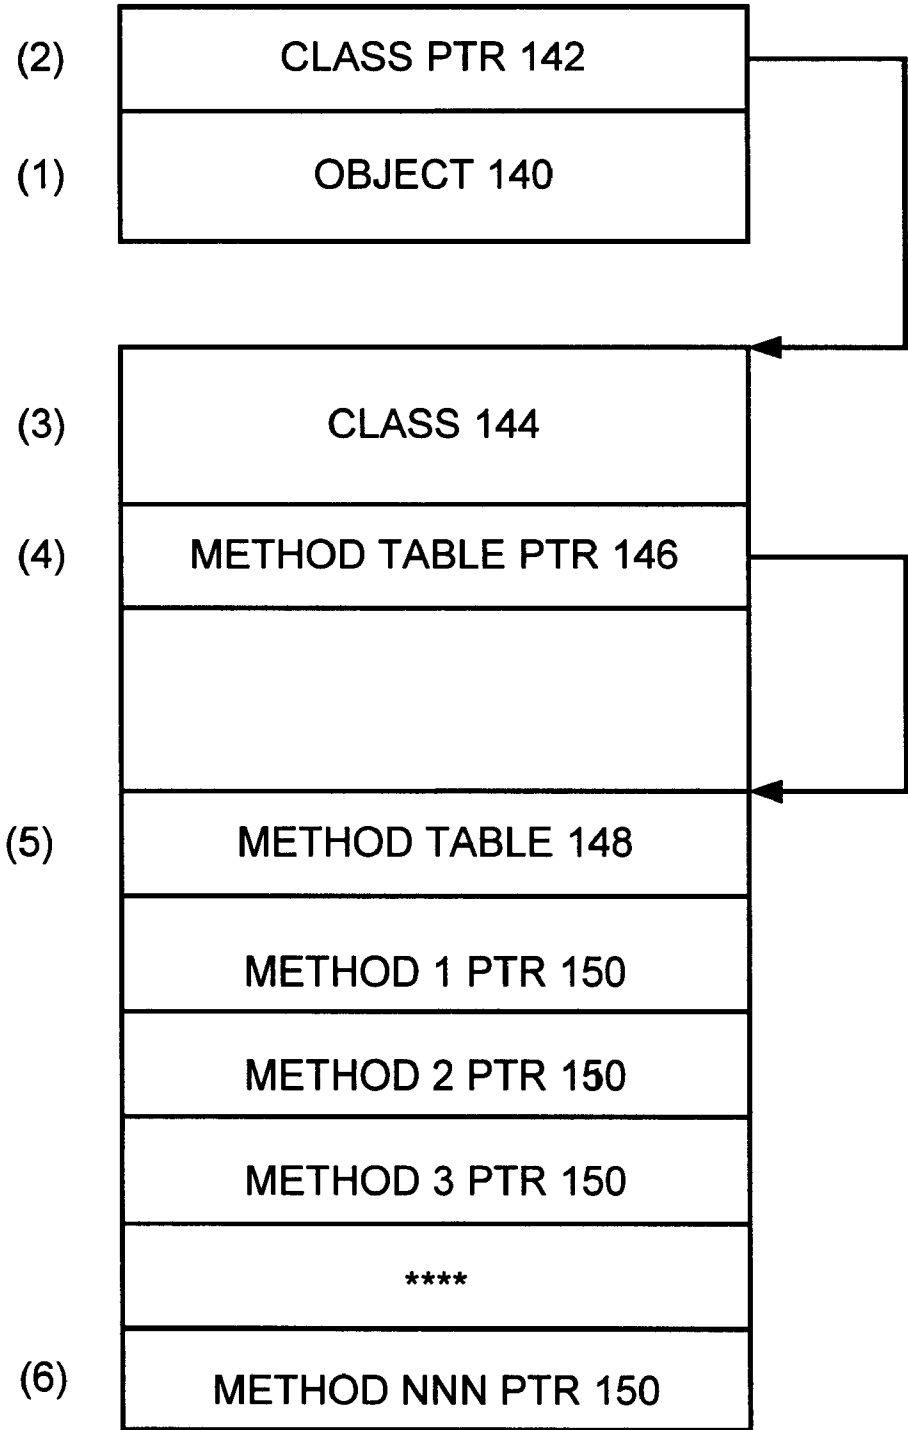 (2) CLASS PTR 142
(1) OBJECT 140
(3) CLASS 144
(4) METHOD TABLE PTR 146
(5) METHOD TABLE 148
METHOD 1 PTR 150
METHOD 2 PTR 150
METHOD 3 PTR 150
****
(6) METHOD NNN PTR 150